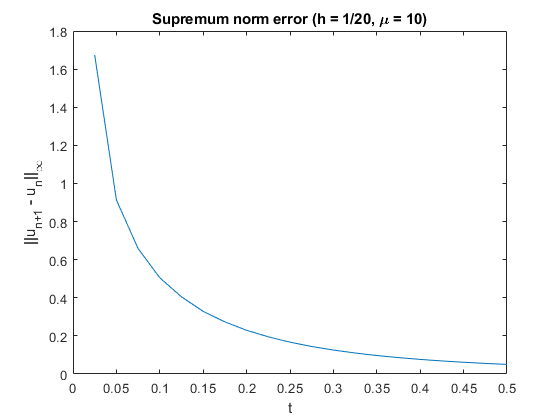 Supremum norm error (h = 1/20, μ = 10)
||u_{n+1} - u_n||_∞
1.8
1.6
1.4
1.2
1
0.8
0.6
0.4
0.2
0
0 0.05 0.1 0.15 0.2 0.25 0.3 0.35 0.4 0.45 0.5
t